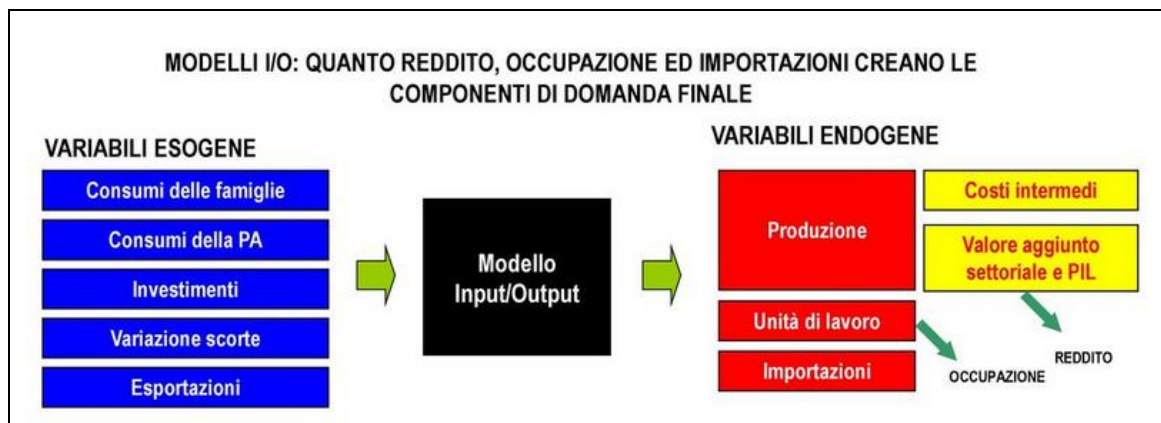 MODELLI I/O: QUANTO REDDITO, OCCUPAZIONE ED IMPORTAZIONI CREANO LE
COMPONENTI DI DOMANDA FINALE
VARIABILI ESOGENE
Consumi delle famiglie
Consumi della PA
Investimenti
Variazione scorte
Esportazioni
Modello
Input/Output
VARIABILI ENDOGENE
Produzione
Unità di lavoro
Importazioni
Costi intermedi
Valore aggiunto
settoriale e PIL
OCCUPAZIONE
REDDITO